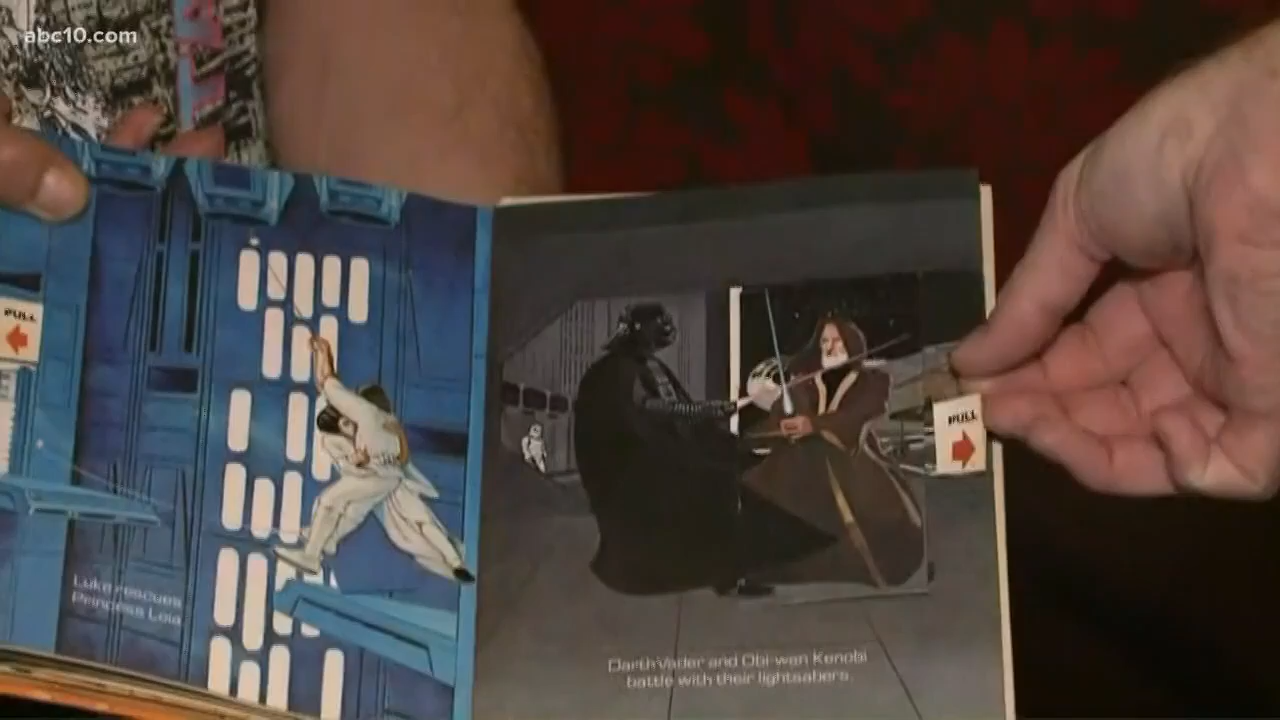 abc10.com
PULL
Luke rescues
Princess Leia
PULL
Darth Vader and Obi-wan Kenobi
battle with their lightsabers.